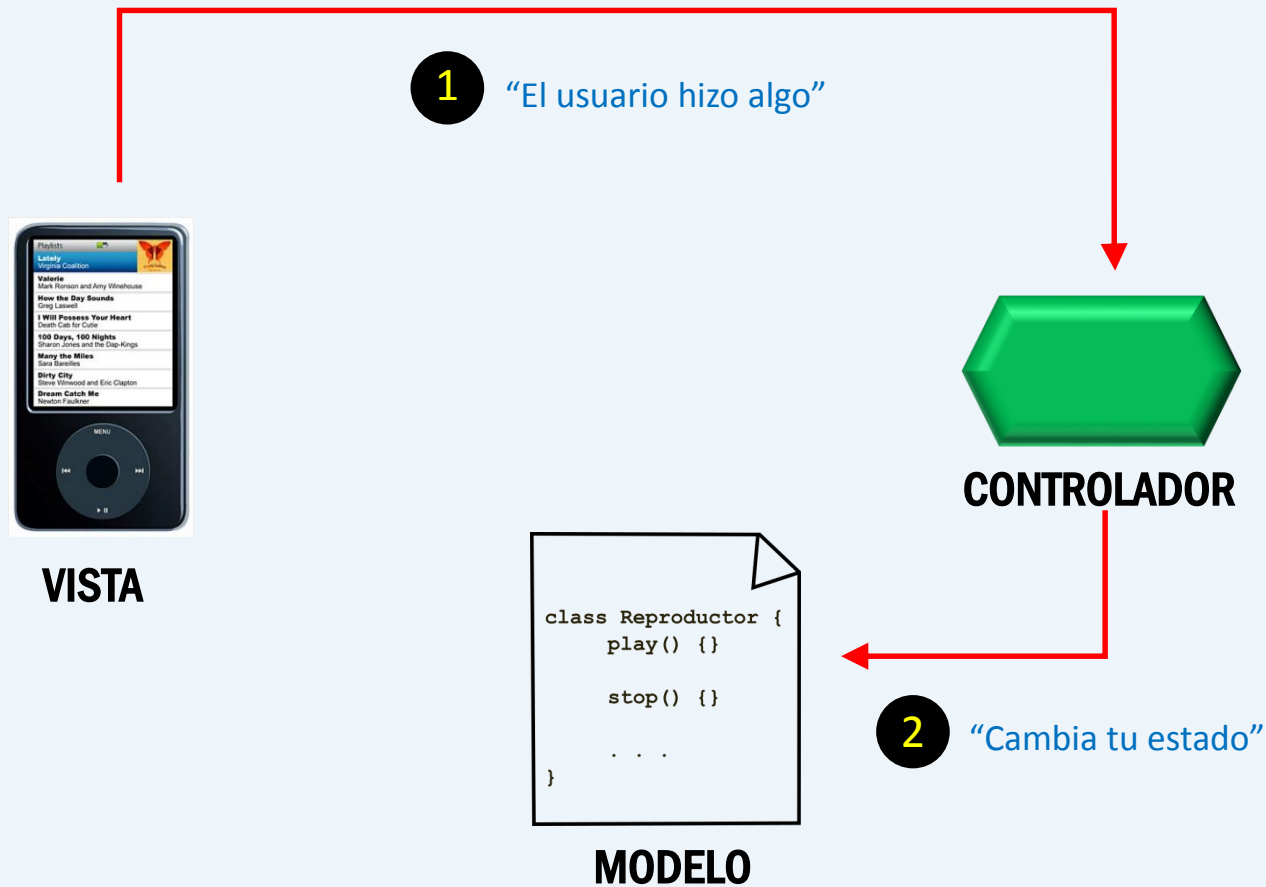 1
“El usuario hizo algo”
Playlists
Lately
Virginia Coalition
Valerie
Mark Ronson and Amy Winehouse
How the Day Sounds
Greg Laswell
I Will Possess Your Heart
Death Cab for Cutie
100 Days, 100 Nights
Sharon Jones and the Dap-Kings
Many the Miles
Sara Bareilles
Dirty City
Steve Winwood and Eric Clapton
Dream Catch Me
Newton Faulkner
MENU
VISTA
CONTROLADOR
class Reproductor {
play() {}
stop() {}
. . .
}
MODELO
2
“Cambia tu estado”